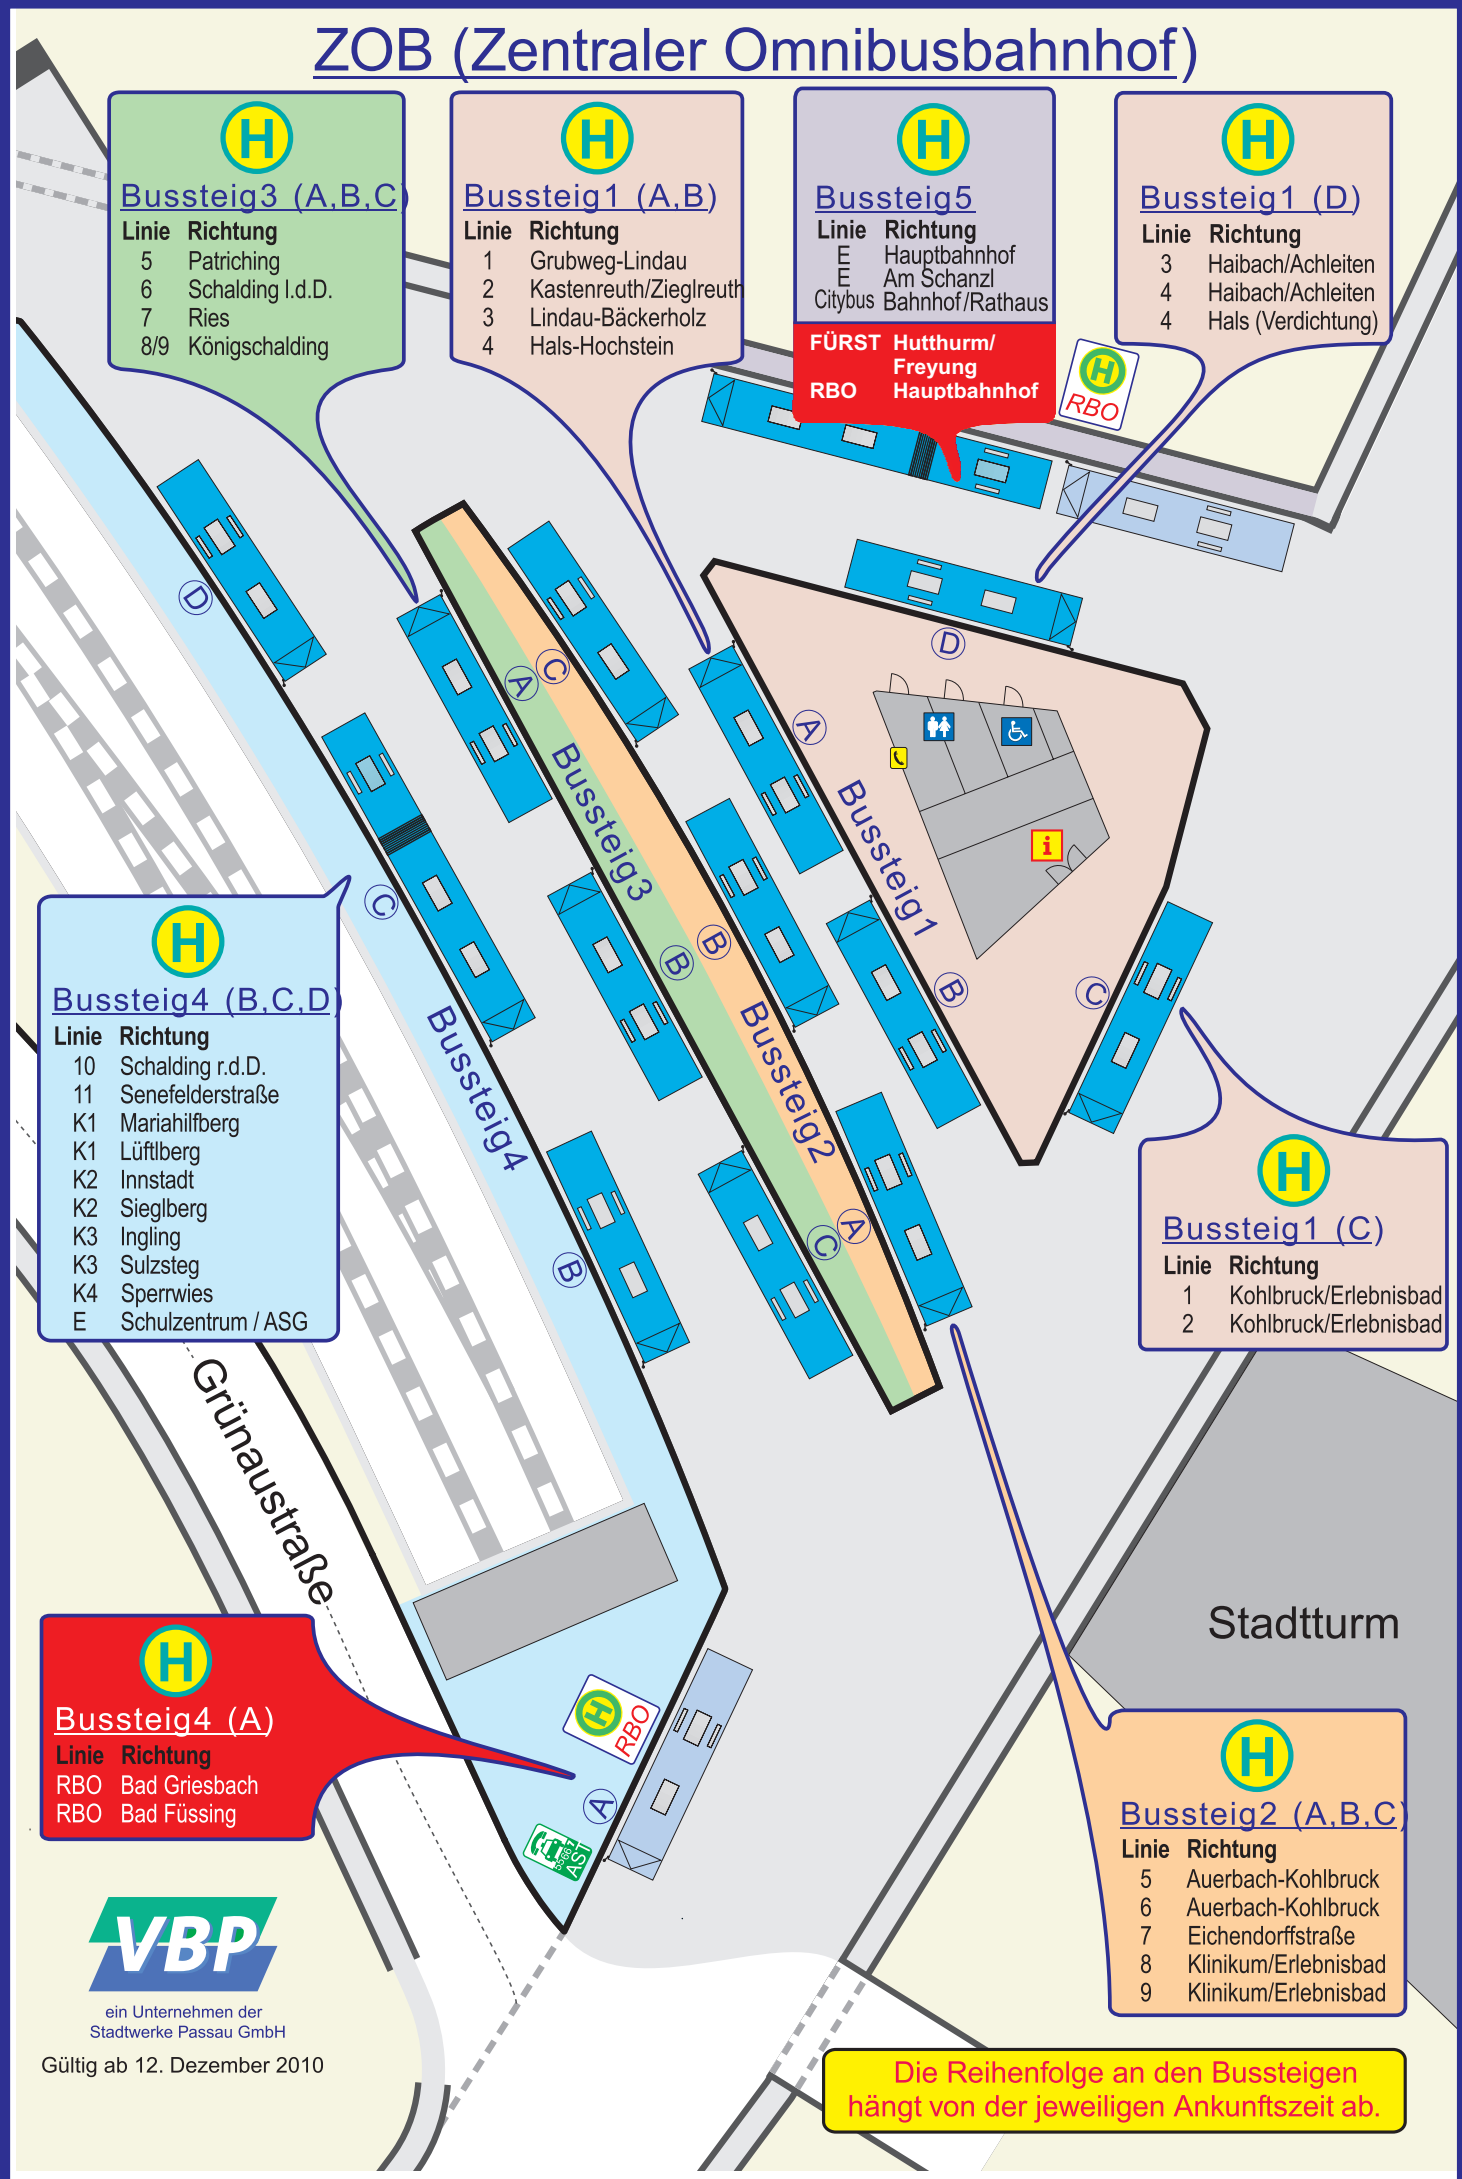 ZOB (Zentraler Omnibusbahnhof)
H
Bussteig3 (A,B,C)
Linie Richtung
5 Patriching
6 Schalding l.d.D.
7 Ries
8/9 Königschalding
H
Bussteig1 (A,B)
Linie Richtung
1 Grubweg-Lindau
2 Kastenreuth/Zieglreuth
3 Lindau-Bäckerholz
4 Hals-Hochstein
H
Bussteig5
Linie Richtung
E Hauptbahnhof
E Am Schanzl
Citybus Bahnhof/Rathaus
FÜRST Hutthurm/
Freyung
RBO Hauptbahnhof
H
Bussteig1 (D)
Linie Richtung
3 Haibach/Achleiten
4 Haibach/Achleiten
4 Hals (Verdichtung)
H
RBO
D
A
C
D
A
Bussteig3
Bussteig1
i
C
B
B
B
C
Bussteig4
Bussteig2
B
C
A
H
Bussteig4 (B,C,D)
Linie Richtung
10 Schalding r.d.D.
11 Senefelderstraße
K1 Mariahilfberg
K1 Lüftlberg
K2 Innstadt
K2 Sieglberg
K3 Ingling
K3 Sulzsteg
K4 Sperrwies
E Schulzentrum / ASG
H
Bussteig1 (C)
Linie Richtung
1 Kohlbruck/Erlebnisbad
2 Kohlbruck/Erlebnisbad
Grünaustraße
Stadtturm
H
Bussteig4 (A)
Linie Richtung
RBO Bad Griesbach
RBO Bad Füssing
H
RBO
A
AST
H
Bussteig2 (A,B,C)
Linie Richtung
5 Auerbach-Kohlbruck
6 Auerbach-Kohlbruck
7 Eichendorffstraße
8 Klinikum/Erlebnisbad
9 Klinikum/Erlebnisbad
VBP
ein Unternehmen der
Stadtwerke Passau GmbH
Gültig ab 12. Dezember 2010
Die Reihenfolge an den Bussteigen
hängt von der jeweiligen Ankunftszeit ab.